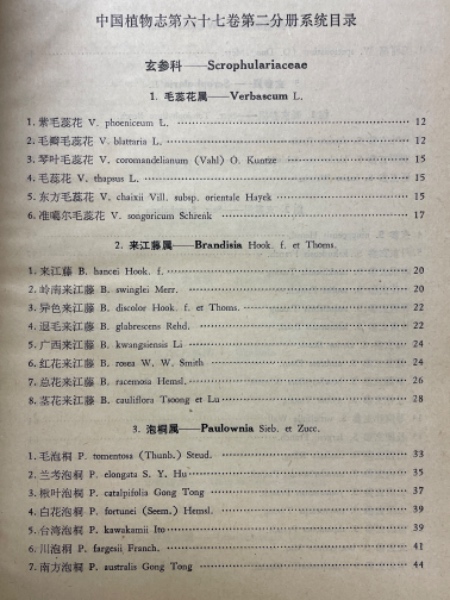 中国植物志第六十七卷第二分册系统目录
玄参科——Scrophulariaceae
1. 毛蕊花属——Verbascum L.
1. 紫毛蕊花 V. phoeniceum L. 12
2. 毛瓣毛蕊花 V. blattaria L. 12
3. 琴叶毛蕊花 V. coromandelianum (Vahl) O. Kuntze 15
4. 毛蕊花 V. thapsus L. 15
5. 东方毛蕊花 V. chaixii Vill. subsp. orientale Hayek 15
6. 准噶尔毛蕊花 V. songoricum Schrenk 17
2. 来江藤属——Brandisia Hook. f. et Thoms.
1. 来江藤 B. hancei Hook. f. 20
2. 岭南来江藤 B. swinglei Merr. 20
3. 异色来江藤 B. discolor Hook. f. et Thoms. 22
4. 退毛来江藤 B. glabrescens Rehd. 22
5. 广西来江藤 B. kwangsiensis Li 24
6. 红花来江藤 B. rosea W. W. Smith 24
7. 总花来江藤 B. racemosa Hemsl. 26
8. 茎花来江藤 B. cauliflora Tsoong et Lu 28
3. 泡桐属——Paulownia Sieb. et Zucc.
1. 毛泡桐 P. tomentosa (Thunb.) Steud. 33
2. 兰考泡桐 P. elongata S. Y. Hu 35
3. 楸叶泡桐 P. catalpifolia Gong Tong 37
4. 白花泡桐 P. fortunei (Seem.) Hemsl. 39
5. 台湾泡桐 P. kawakamii Ito 39
6. 川泡桐 P. fargesii Franch. 41
7. 南方泡桐 P. australis Gong Tong 44